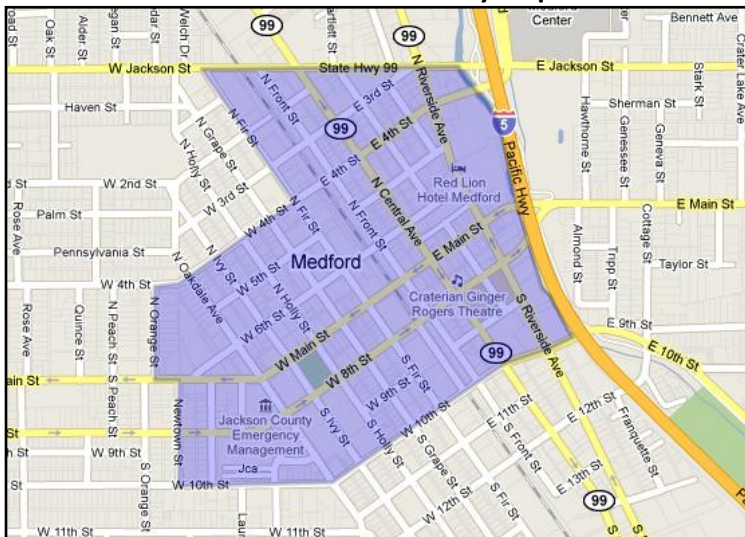 Medford
Center
Bennett Ave
Oak St
Alder St
Welch Dr
99
99
W Jackson St
State Hwy 99
E Jackson St
Stark St
Crater Lake Ave
Haven St
N Front St
E 3rd St
N Riverside Ave
5
Sherman St
Hawthorne St
Genessee St
Geneva St
N Fir St
99
E 4th St
Pacific Hwy
N Grape St
N Holly St
W 2nd St
W 3rd St
E 4th St
Red Lion
Hotel Medford
Rose Ave
Palm St
W 4th St
N Fir St
N Front St
N Central Ave
E Main St
E Main St
Cottage St
Pennsylvania St
N Ivy St
Medford
Almond St
Tripp St
Taylor St
W 4th St
N Oakdale Ave
W 5th St
Craterian Ginger
Rogers Theatre
Rose Ave
Quince St
N Peach St
N Orange St
W 6th St
N Holly St
S Riverside Ave
E 9th St
W Main St
W 8th St
99
E 10th St
ain St
S Peach St
Newtown St
S Fir St
W 9th St
W 10th St
Jackson County
Emergency
Management
E 11th St
E 12th St
Franquette St
St
W 9th St
S Orange St
S Ivy St
S Holly St
S Grape St
S Front St
Jca
W 10th St
E 13th St
W 12th St
S Fir St
99
W 11th St
W 11th St